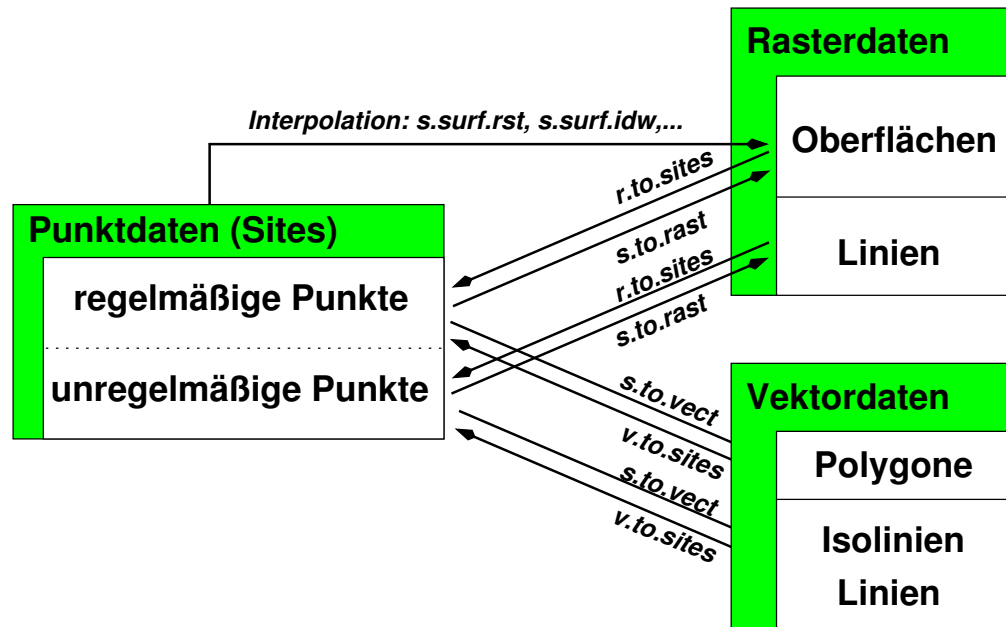 Rasterdaten
Oberflächen
Linien
Interpolation: s.surf.rst, s.surf.idw,...
r.to.sites
s.to.rast
r.to.sites
s.to.rast
Punktdaten (Sites)
regelmäßige Punkte
unregelmäßige Punkte
s.to.vect
v.to.sites
s.to.vect
v.to.sites
Vektordaten
Polygone
Isolinien
Linien